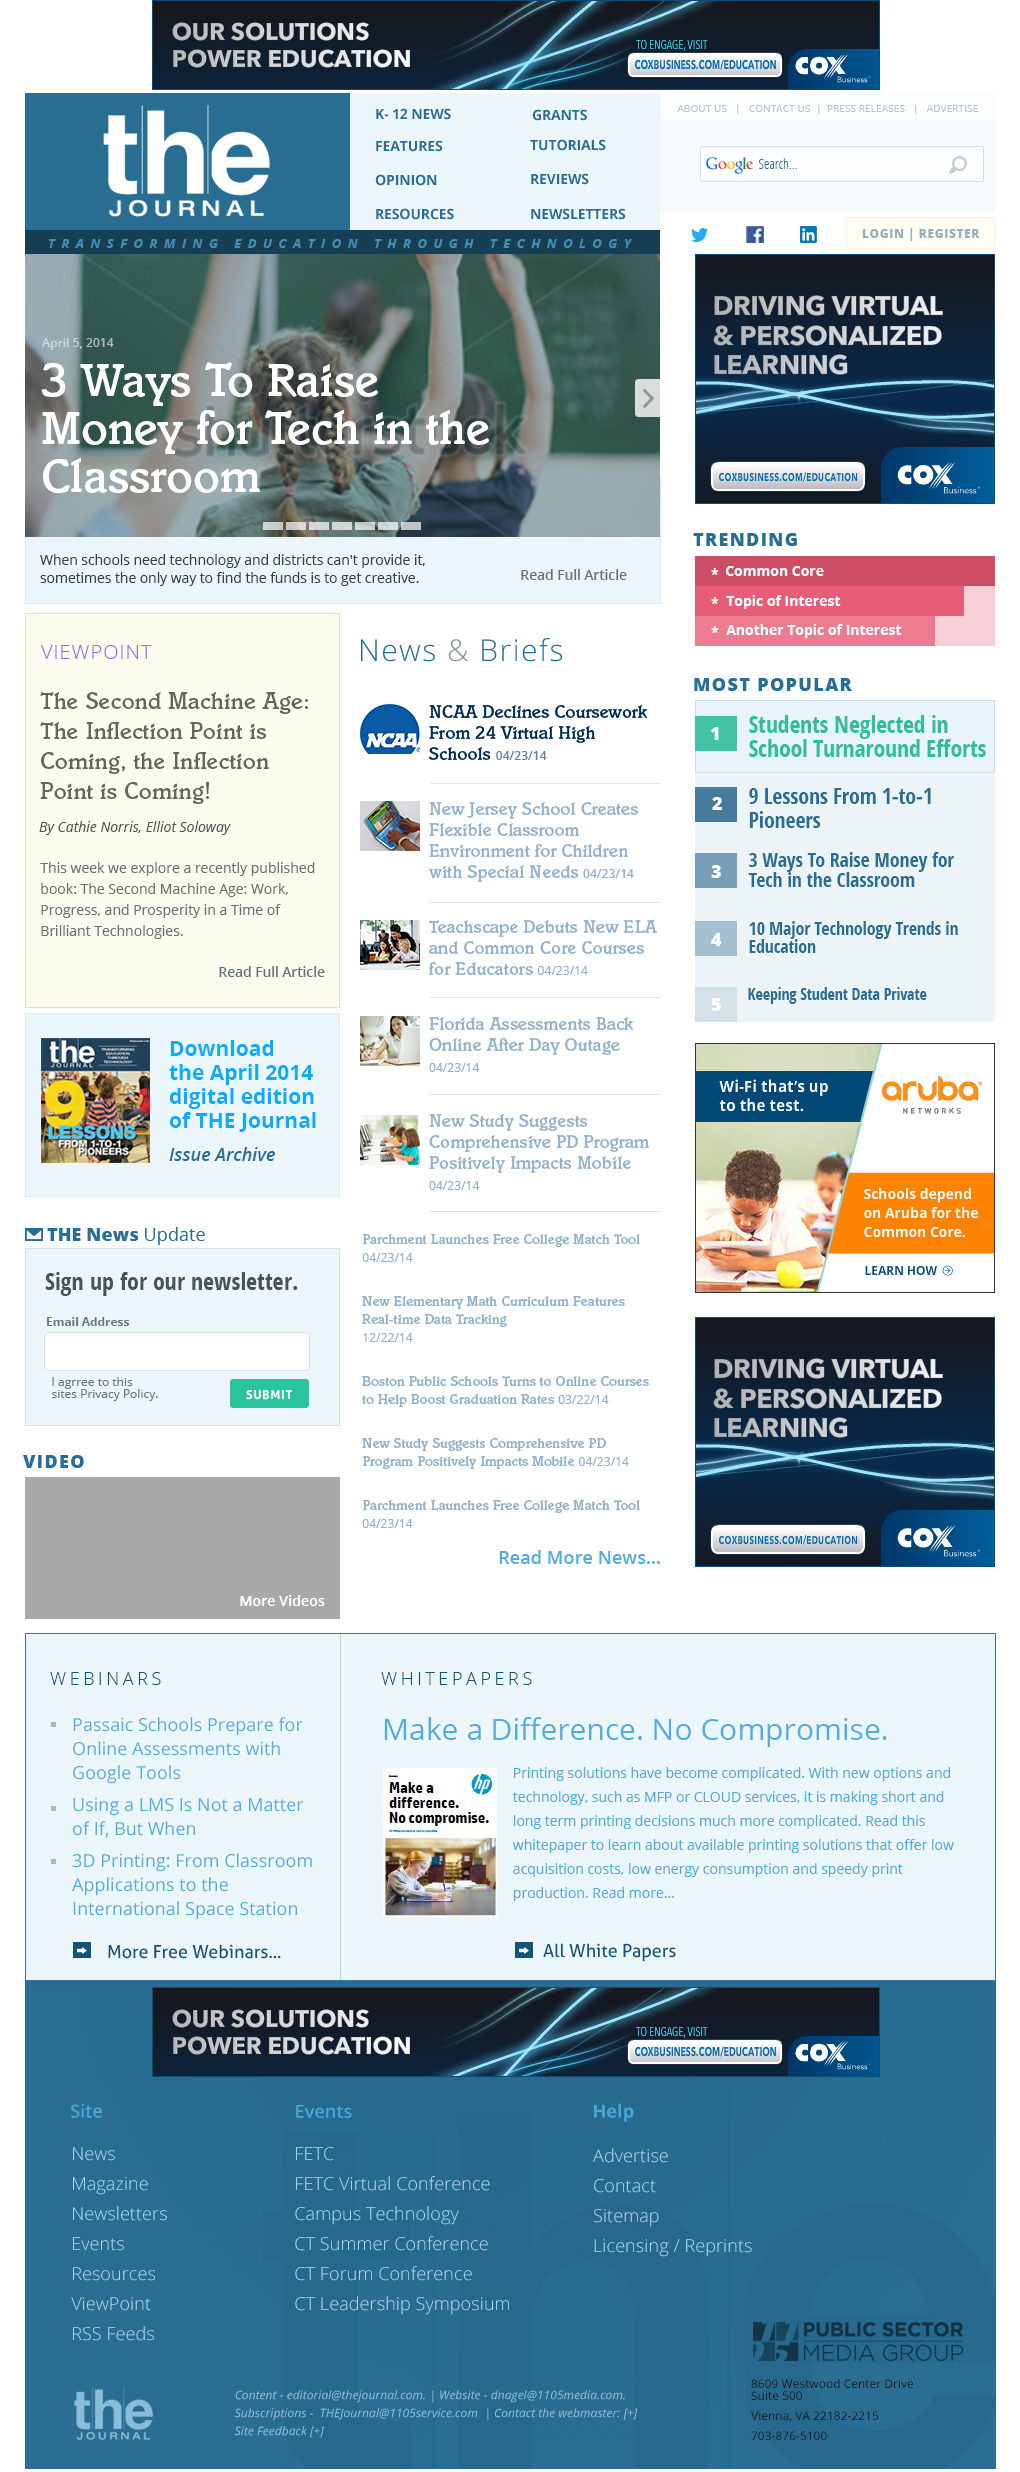 OUR SOLUTIONS
POWER EDUCATION
TO ENGAGE, VISIT
COXBUSINESS.COM/EDUCATION
COX
Business
the
JOURNAL
K- 12 NEWS
GRANTS
FEATURES
TUTORIALS
OPINION
REVIEWS
RESOURCES
NEWSLETTERS
ABOUT US | CONTACT US | PRESS RELEASES | ADVERTISE
Google Search...
LOGIN | REGISTER
TRANSFORMING EDUCATION THROUGH TECHNOLOGY
April 5, 2014
3 Ways To Raise
Money for Tech in the
Classroom
When schools need technology and districts can't provide it,
sometimes the only way to find the funds is to get creative.
Read Full Article
DRIVING VIRTUAL
& PERSONALIZED
LEARNING
COXBUSINESS.COM/EDUCATION
COX
Business
TRENDING
* Common Core
* Topic of Interest
* Another Topic of Interest
MOST POPULAR
1 Students Neglected in
School Turnaround Efforts
2 9 Lessons From 1-to-1
Pioneers
3 3 Ways To Raise Money for
Tech in the Classroom
4 10 Major Technology Trends in
Education
5 Keeping Student Data Private
VIEWPOINT
The Second Machine Age:
The Inflection Point is
Coming, the Inflection
Point is Coming!
By Cathie Norris, Elliot Soloway
This week we explore a recently published
book: The Second Machine Age: Work,
Progress, and Prosperity in a Time of
Brilliant Technologies.
Read Full Article
the
JOURNAL
TRANSFORMING
EDUCATION
THROUGH
TECHNOLOGY
9
LESSONS
FROM 1-TO-1
PIONEERS
Download
the April 2014
digital edition
of THE Journal
Issue Archive
THE News Update
Sign up for our newsletter.
Email Address
I agrree to this
sites Privacy Policy.
SUBMIT
VIDEO
More Videos
News & Briefs
NCAA
NCAA Declines Coursework
From 24 Virtual High
Schools 04/23/14
New Jersey School Creates
Flexible Classroom
Environment for Children
with Special Needs 04/23/14
Teachscape Debuts New ELA
and Common Core Courses
for Educators 04/23/14
Florida Assessments Back
Online After Day Outage
04/23/14
New Study Suggests
Comprehensive PD Program
Positively Impacts Mobile
04/23/14
Parchment Launches Free College Match Tool
04/23/14
New Elementary Math Curriculum Features
Real-time Data Tracking
12/22/14
Boston Public Schools Turns to Online Courses
to Help Boost Graduation Rates 03/22/14
New Study Suggests Comprehensive PD
Program Positively Impacts Mobile 04/23/14
Parchment Launches Free College Match Tool
04/23/14
Read More News...
Wi-Fi that's up
to the test.
aruba
NETWORKS
Schools depend
on Aruba for the
Common Core.
LEARN HOW
DRIVING VIRTUAL
& PERSONALIZED
LEARNING
COXBUSINESS.COM/EDUCATION
COX
Business
WEBINARS
Passaic Schools Prepare for
Online Assessments with
Google Tools
Using a LMS Is Not a Matter
of If, But When
3D Printing: From Classroom
Applications to the
International Space Station
More Free Webinars...
WHITEPAPERS
Make a Difference. No Compromise.
hp
Make a
difference.
No compromise.
Printing solutions have become complicated. With new options and
technology, such as MFP or CLOUD services, it is making short and
long term printing decisions much more complicated. Read this
whitepaper to learn about available printing solutions that offer low
acquisition costs, low energy consumption and speedy print
production. Read more...
All White Papers
OUR SOLUTIONS
POWER EDUCATION
TO ENGAGE, VISIT
COXBUSINESS.COM/EDUCATION
COX
Business
Site
News
Magazine
Newsletters
Events
Resources
ViewPoint
RSS Feeds
Events
FETC
FETC Virtual Conference
Campus Technology
CT Summer Conference
CT Forum Conference
CT Leadership Symposium
Help
Advertise
Contact
Sitemap
Licensing / Reprints
the
JOURNAL
Content - editorial@thejournal.com. | Website - dnagel@1105media.com.
Subscriptions - THEJournal@1105service.com | Contact the webmaster: [+]
Site Feedback [+]
PUBLIC SECTOR
MEDIA GROUP
8609 Westwood Center Drive
Suite 500
Vienna, VA 22182-2215
703-876-5100